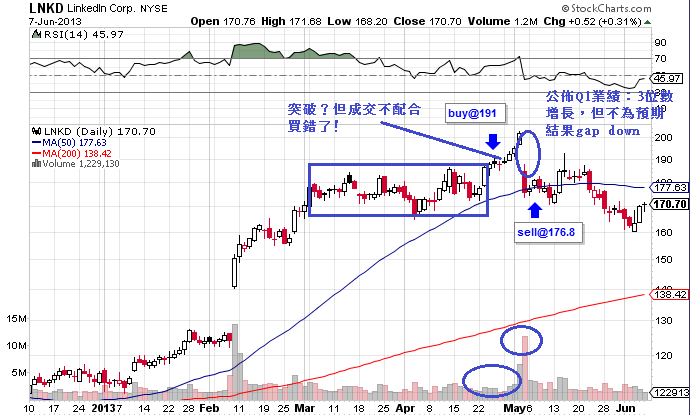 LNKD LinkedIn Corp. NYSE
© StockCharts.com
7-Jun-2013
Open 170.76 High 171.68 Low 168.20 Close 170.70 Volume 1.2M Chg +0.52 (+0.31%)
RSI(14) 45.97
90
70
50
45.97
30
10
突破？但成交不配合
買錯了!
buy@191
公佈Q1業績：3位數
增長，但不為預期
結果gap down
LNKD (Daily) 170.70
MA(50) 177.63
MA(200) 138.42
Volume 1,229,130
200
190
180
177.63
170.70
160
150
140
138.42
130
120
110
sell@176.8
15M
10M
5M
1229130
10 17 24 2013 7 14 22 Feb 11 19 25 Mar 11 18 25 Apr 8 15 22 May 6 13 20 28 Jun